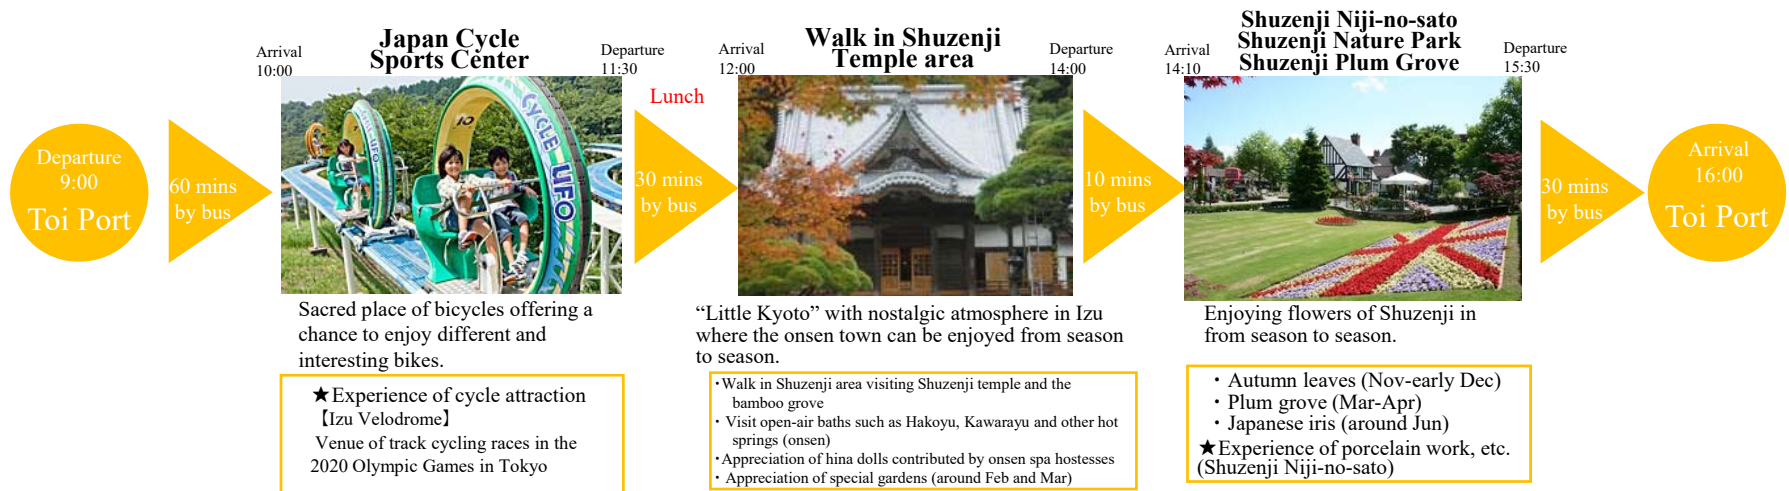 Departure
9:00
Toi Port
60 mins
by bus
Arrival
10:00
Japan Cycle
Sports Center
Departure
11:30
CYCLE UFO
10
Sacred place of bicycles offering a
chance to enjoy different and
interesting bikes.
★Experience of cycle attraction
【Izu Velodrome】
Venue of track cycling races in the
2020 Olympic Games in Tokyo
Lunch
30 mins
by bus
Arrival
12:00
Walk in Shuzenji
Temple area
Departure
14:00
“Little Kyoto” with nostalgic atmosphere in Izu
where the onsen town can be enjoyed from season
to season.
・Walk in Shuzenji area visiting Shuzenji temple and the
bamboo grove
・Visit open-air baths such as Hakoyu, Kawarayu and other hot
springs (onsen)
・Appreciation of hina dolls contributed by onsen spa hostesses
・Appreciation of special gardens (around Feb and Mar)
10 mins
by bus
Arrival
14:10
Shuzenji Niji-no-sato
Shuzenji Nature Park
Shuzenji Plum Grove
Departure
15:30
Enjoying flowers of Shuzenji in
from season to season.
・Autumn leaves (Nov-early Dec)
・Plum grove (Mar-Apr)
・Japanese iris (around Jun)
★Experience of porcelain work, etc.
(Shuzenji Niji-no-sato)
30 mins
by bus
Arrival
16:00
Toi Port